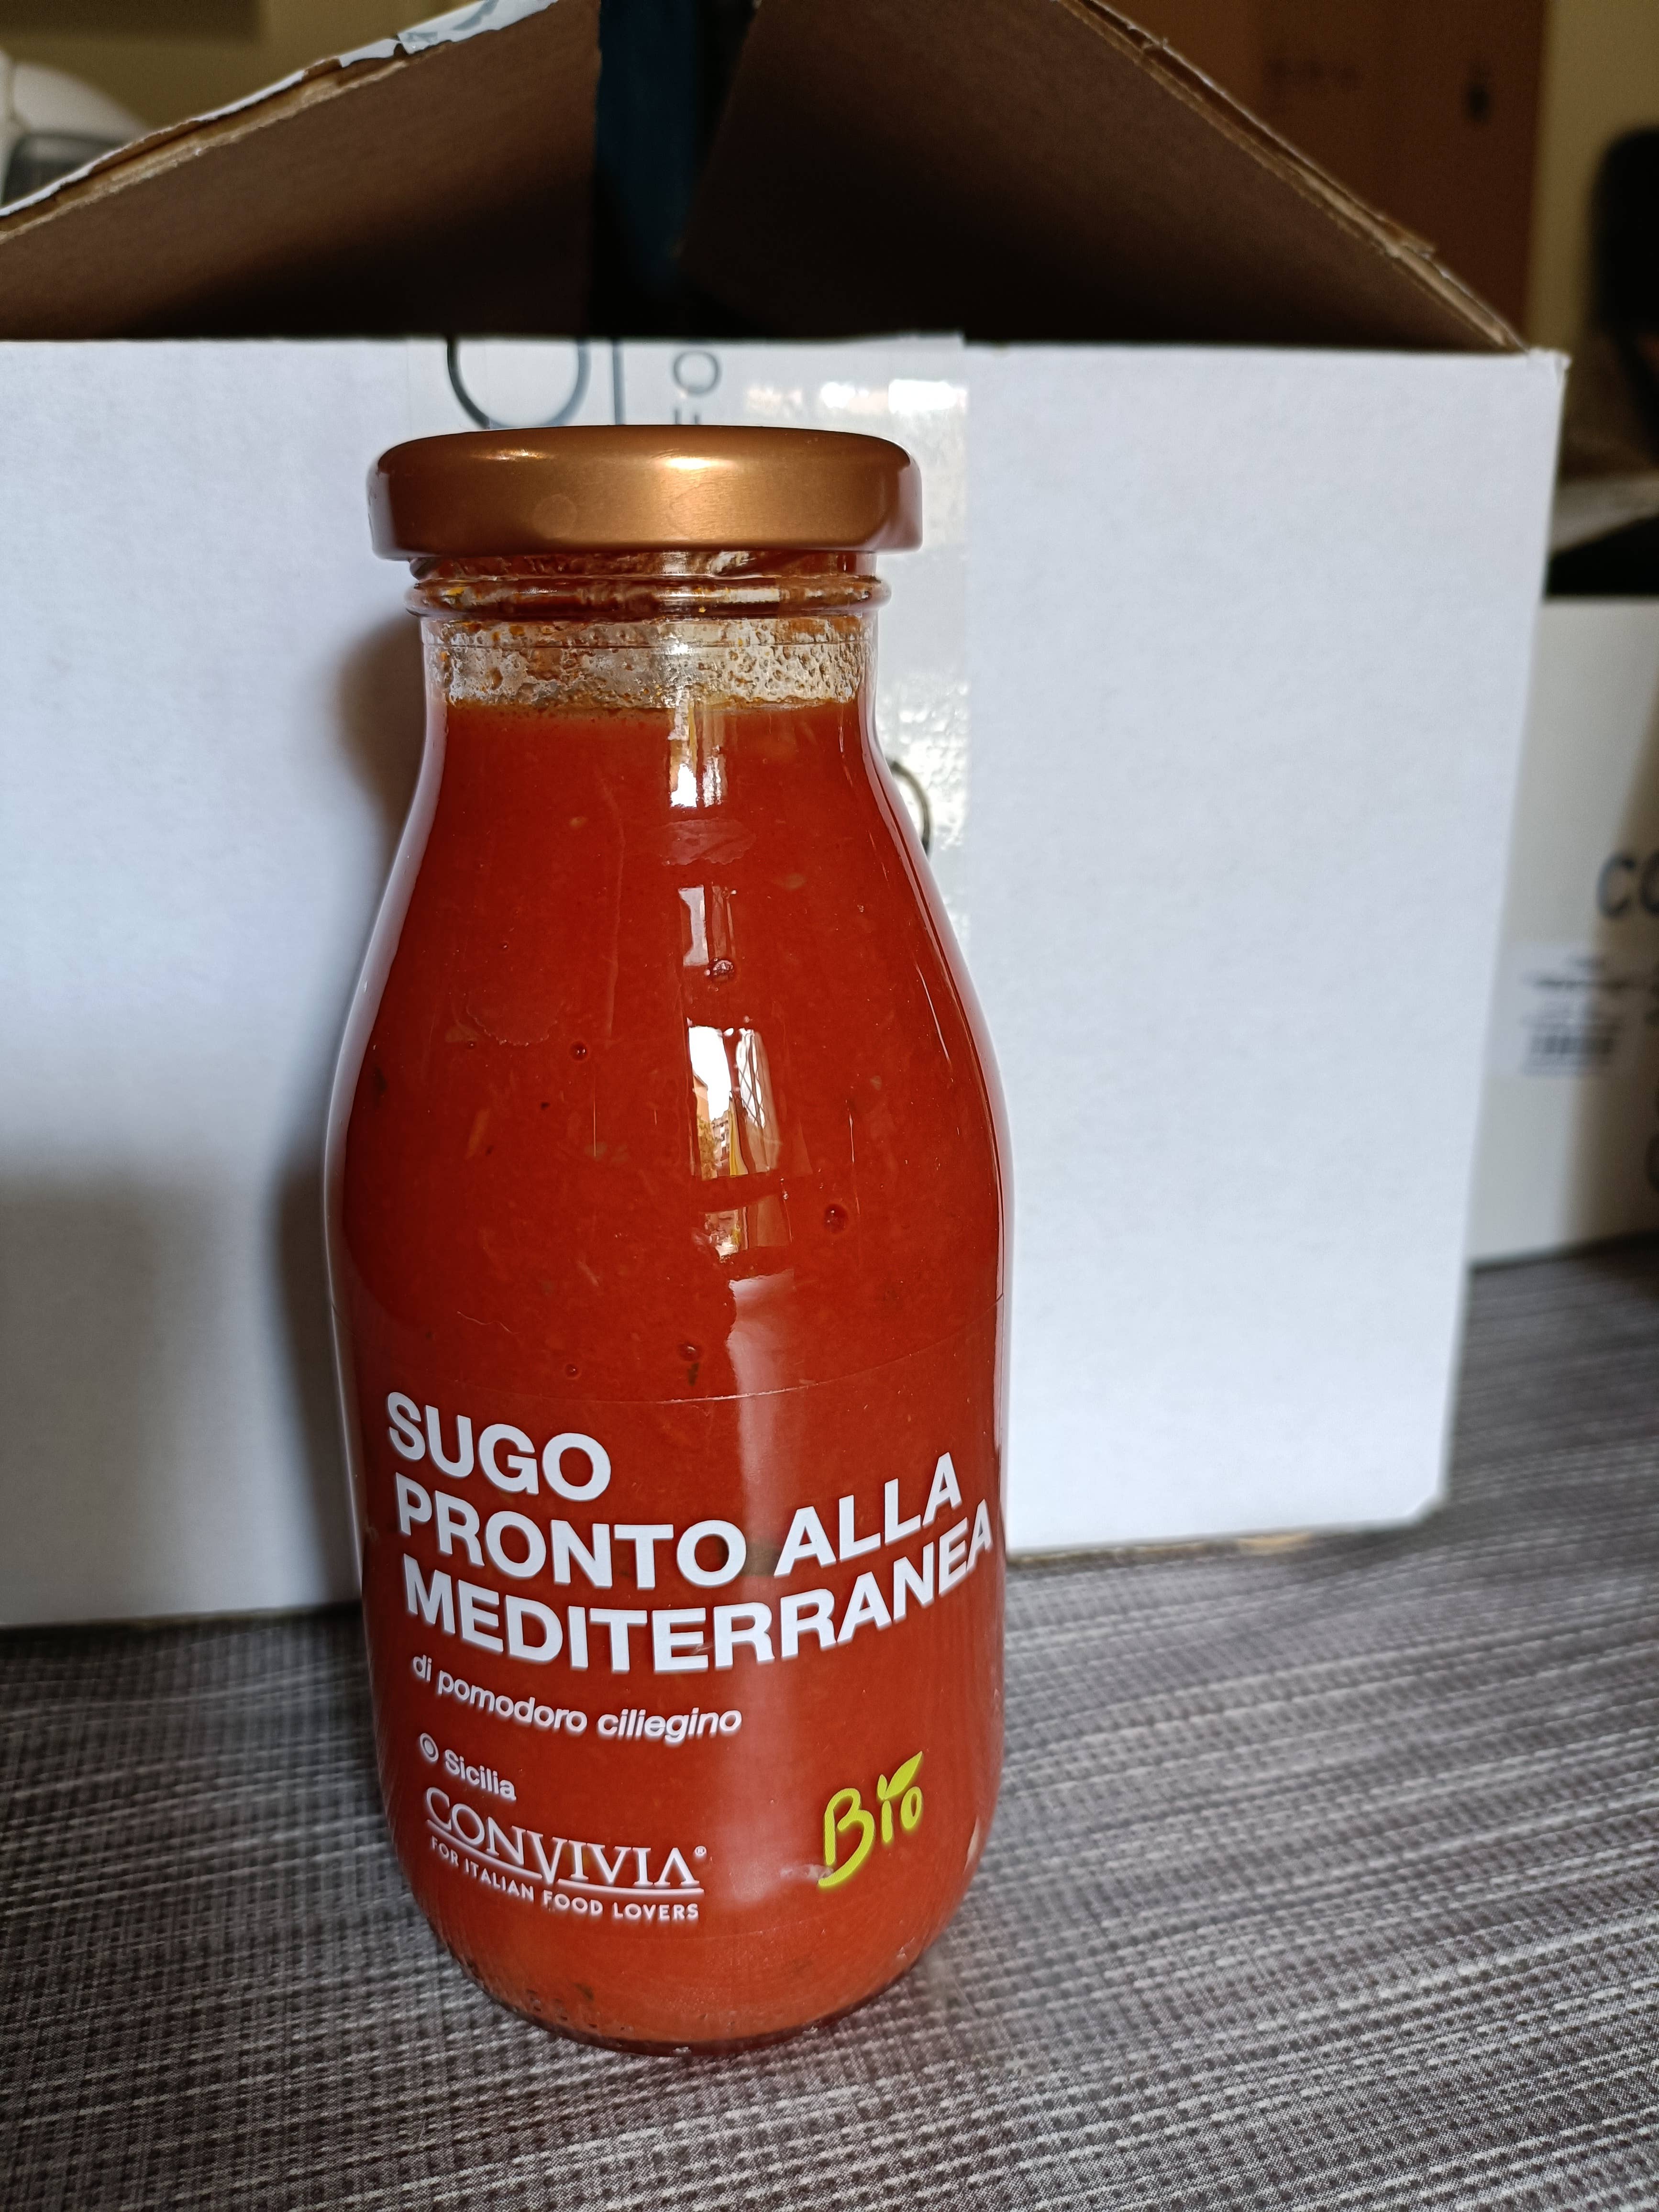 SUGO
PRONTO ALLA
MEDITERRANEA
di pomodoro ciliegino
Sicilia
CONVIVIA®
FOR ITALIAN FOOD LOVERS
Bio